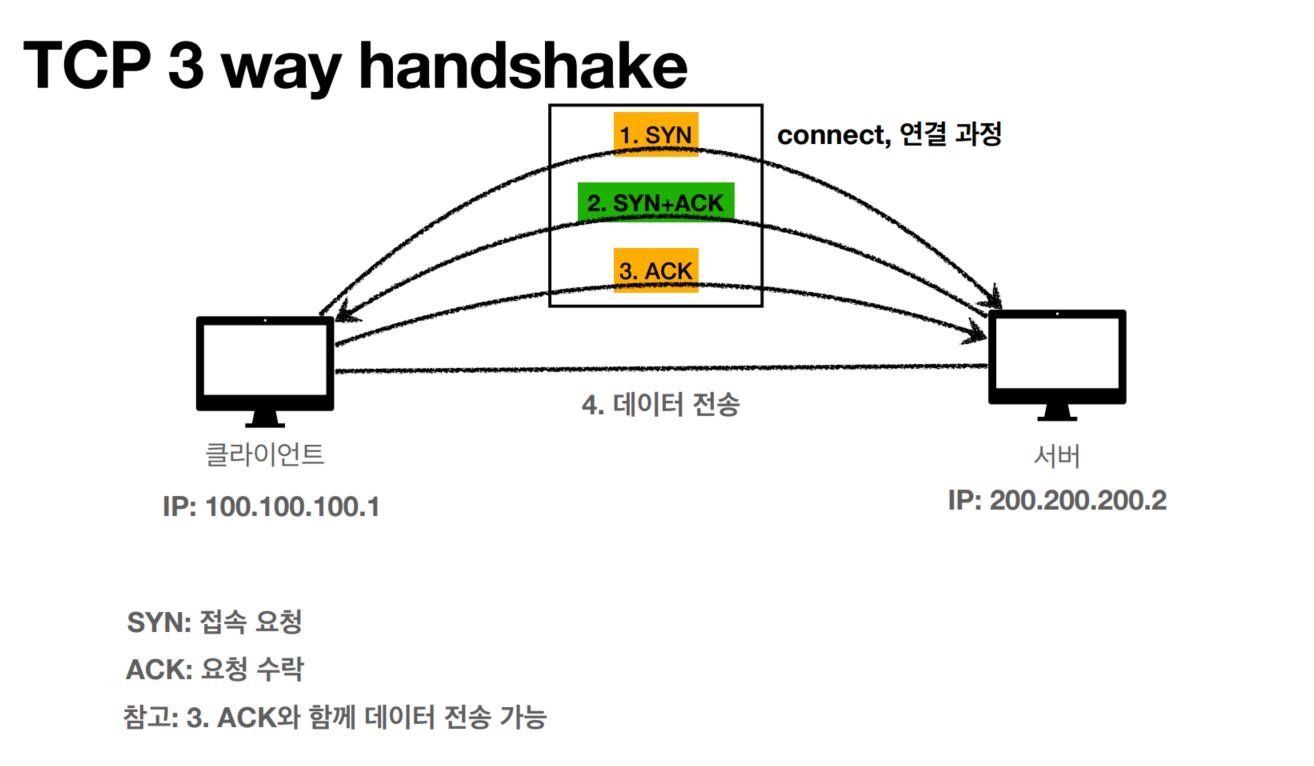 TCP 3 way handshake
1. SYN
connect, 연결 과정
2. SYN+ACK
3. ACK
4. 데이터 전송
클라이언트
서버
IP: 100.100.100.1
IP: 200.200.200.2
SYN: 접속 요청
ACK: 요청 수락
참고: 3. ACK와 함께 데이터 전송 가능